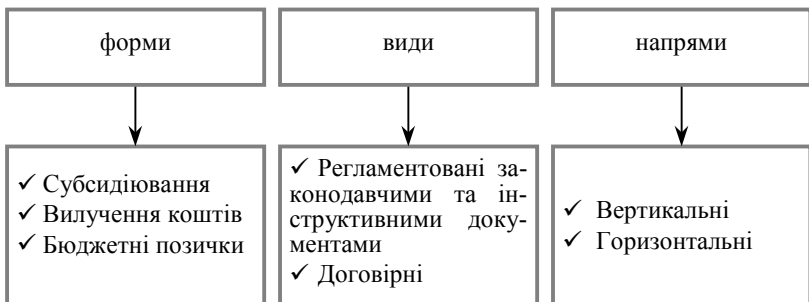 форми
види
напрями
✓ Субсидіювання
✓ Вилучення коштів
✓ Бюджетні позички
✓ Регламентовані за-
конодавчими та ін-
структивними доку-
ментами
✓ Договірні
✓ Вертикальні
✓ Горизонтальні